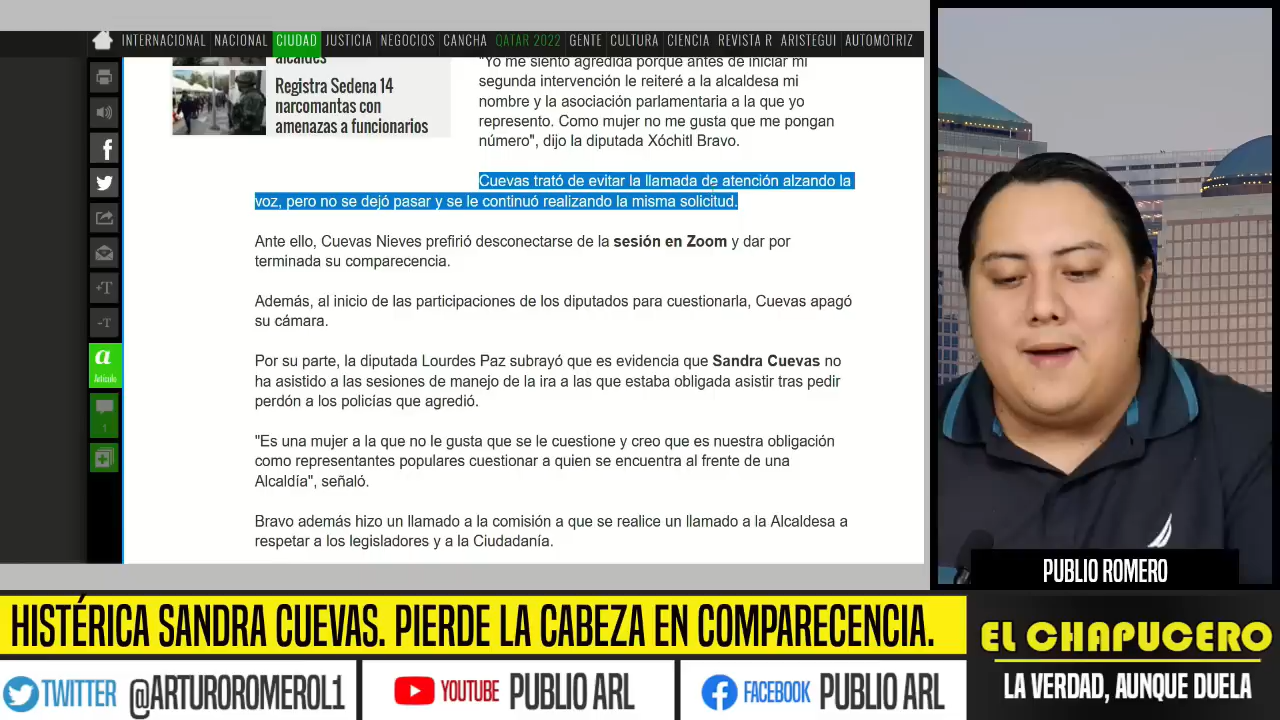 INTERNACIONAL NACIONAL CIUDAD JUSTICIA NEGOCIOS CANCHA QATAR 2022 GENTE CULTURA CIENCIA REVISTA R ARISTEGUI AUTOMOTRIZ
alcaldes
Registra Sedena 14
narcomantas con
amenazas a funcionarios
"Yo me siento agredida porque antes de iniciar mi
segunda intervención le reiteré a la alcaldesa mi
nombre y la asociación parlamentaria a la que yo
represento. Como mujer no me gusta que me pongan
número", dijo la diputada Xóchitl Bravo.
Cuevas trató de evitar la llamada de atención alzando la
voz, pero no se dejó pasar y se le continuó realizando la misma solicitud.
Ante ello, Cuevas Nieves prefirió desconectarse de la sesión en Zoom y dar por
terminada su comparecencia.
Además, al inicio de las participaciones de los diputados para cuestionarla, Cuevas apagó
su cámara.
Por su parte, la diputada Lourdes Paz subrayó que es evidencia que Sandra Cuevas no
ha asistido a las sesiones de manejo de la ira a las que estaba obligada asistir tras pedir
perdón a los policías que agredió.
"Es una mujer a la que no le gusta que se le cuestione y creo que es nuestra obligación
como representantes populares cuestionar a quien se encuentra al frente de una
Alcaldía", señaló.
Bravo además hizo un llamado a la comisión a que se realice un llamado a la Alcaldesa a
respetar a los legisladores y a la Ciudadanía.
+T
-T
a
Artículo
1
PUBLIO ROMERO
HISTÉRICA SANDRA CUEVAS. PIERDE LA CABEZA EN COMPARECENCIA.
EL CHAPUCERO
LA VERDAD, AUNQUE DUELA
TWITTER @ARTUROROMEROL1
YOUTUBE PUBLIO ARL
FACEBOOK PUBLIO ARL